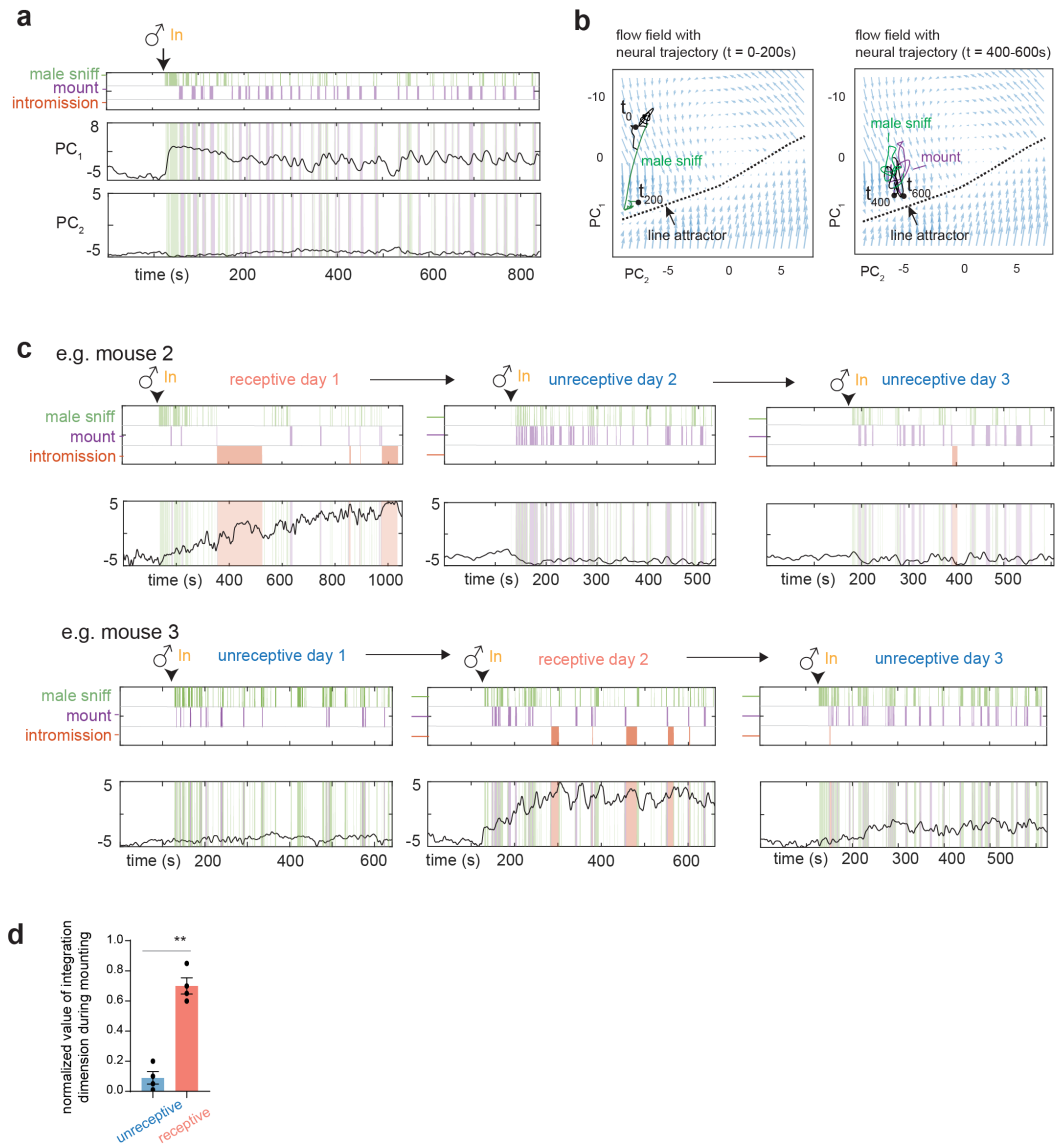 a
♂ In
male sniff
mount
intromission
8
PC1
-5
5
PC2
-5
time (s) 200 400 600 800
b
flow field with
neural trajectory (t = 0-200s)
-10
0
PC1
t0
male sniff
t200
line attractor
PC2 -5 0 5
flow field with
neural trajectory (t = 400-600s)
-10
0
PC1
male sniff
mount
t400 t600
line attractor
PC2 -5 0 5
c
e.g. mouse 2
♂ In receptive day 1 ♂ In unreceptive day 2 ♂ In unreceptive day 3
male sniff
mount
intromission
5 5 5
-5 -5 -5
time (s) 400 600 800 1000 time (s) 200 300 400 500 time (s) 200 300 400 500
e.g. mouse 3
♂ In unreceptive day 1 ♂ In receptive day 2 ♂ In unreceptive day 3
male sniff
mount
intromission
5 5 5
-5 -5 -5
time (s) 200 400 600 time (s) 200 400 600 time (s) 200 300 400 500
d
normalized value of integration
dimension during mounting
**
1.0
0.8
0.6
0.4
0.2
0.0
unreceptive
receptive